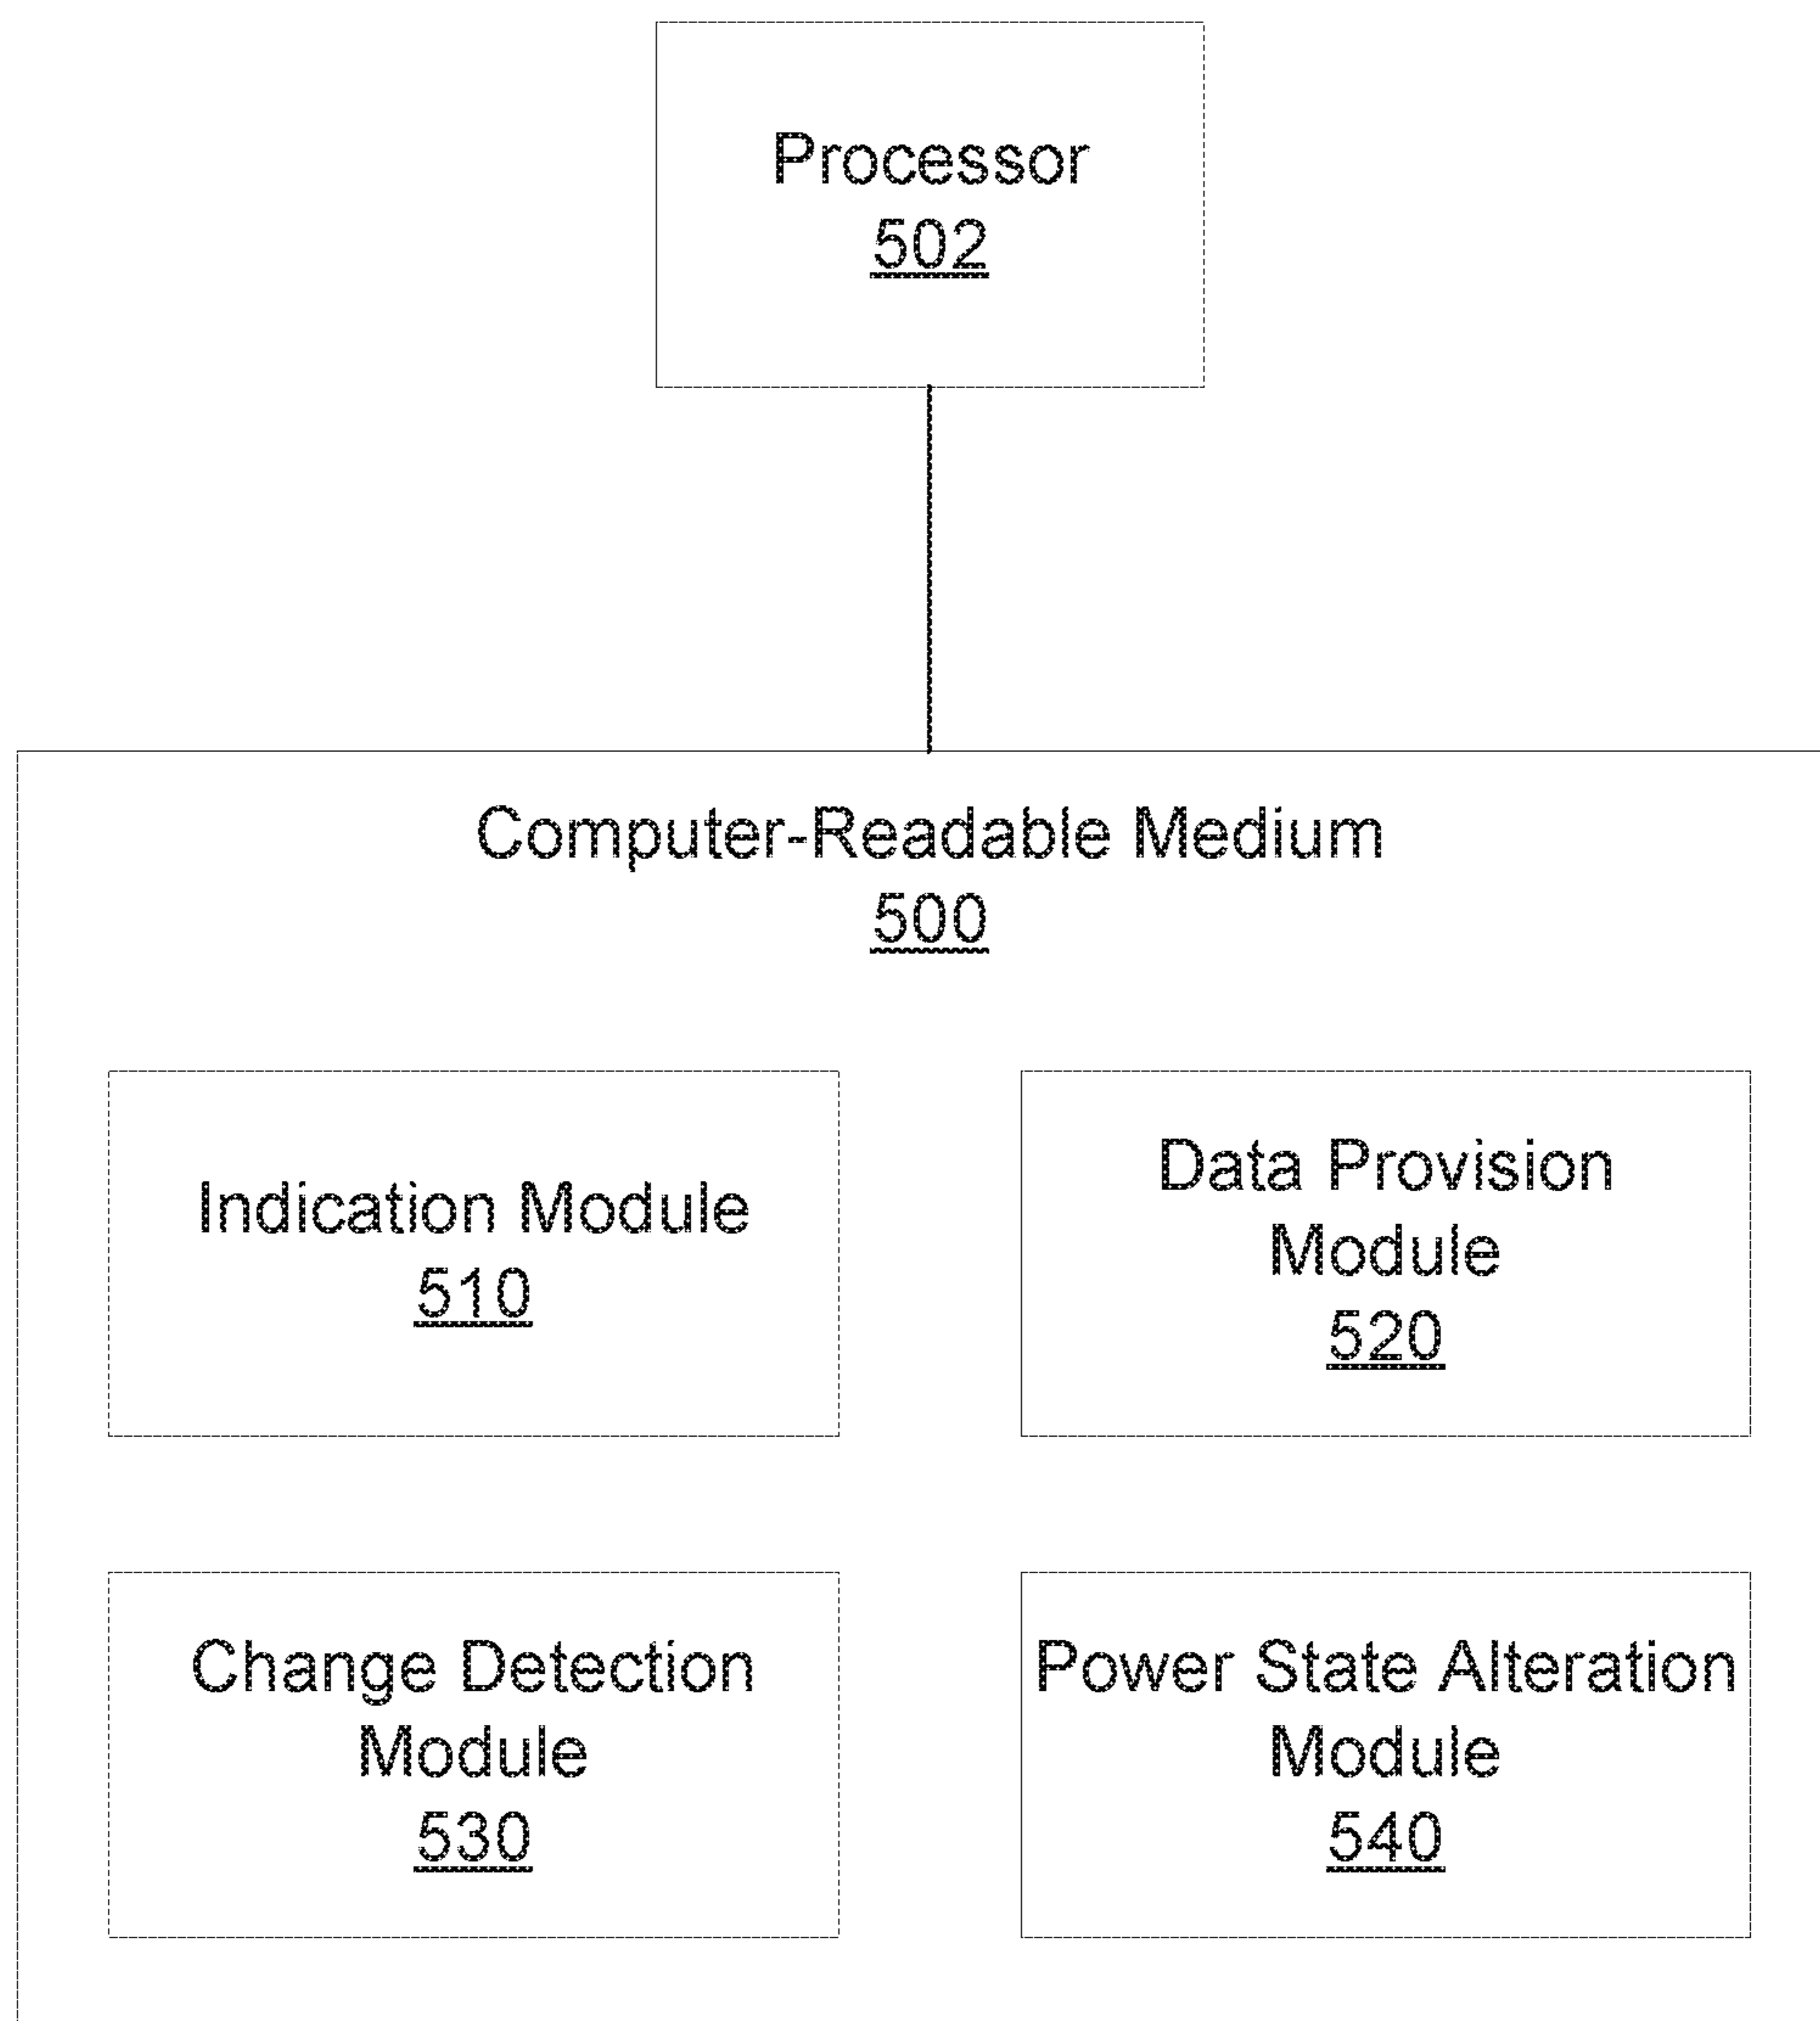 Processor
502
Computer-Readable Medium
500
Indication Module
510
Data Provision
Module
520
Change Detection
Module
530
Power State Alteration
Module
540